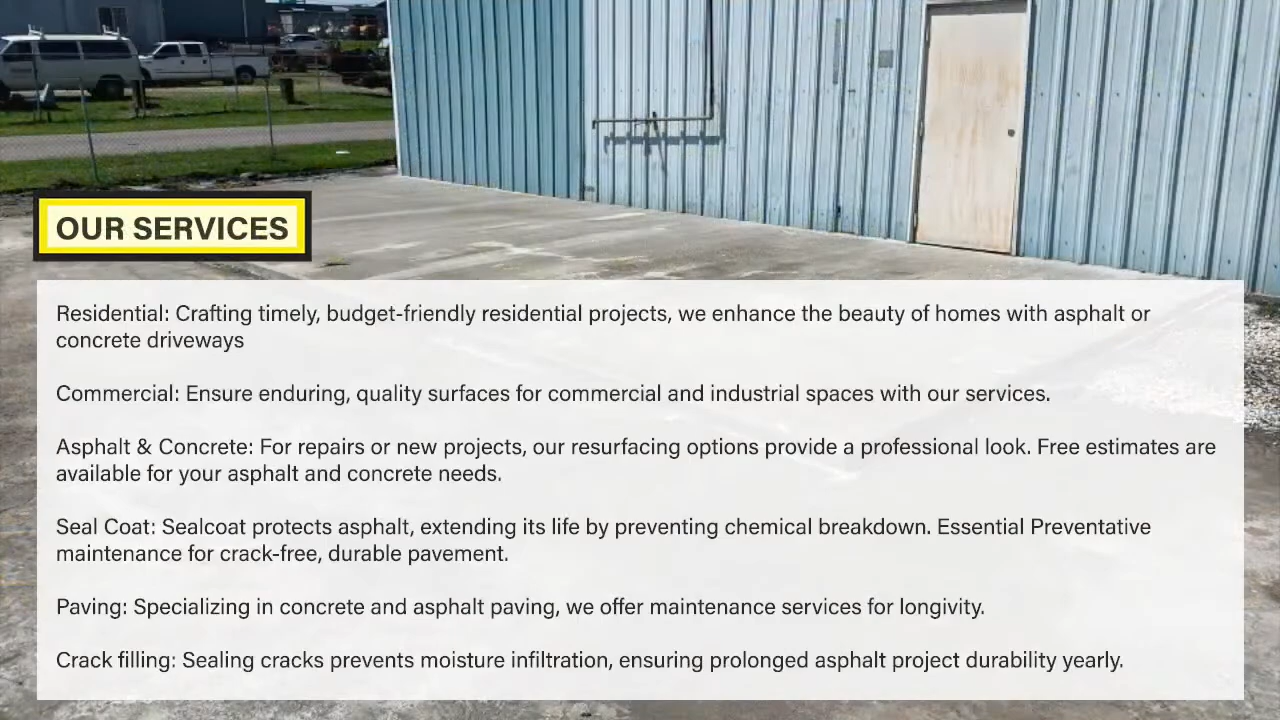 OUR SERVICES
Residential: Crafting timely, budget-friendly residential projects, we enhance the beauty of homes with asphalt or
concrete driveways
Commercial: Ensure enduring, quality surfaces for commercial and industrial spaces with our services.
Asphalt & Concrete: For repairs or new projects, our resurfacing options provide a professional look. Free estimates are
available for your asphalt and concrete needs.
Seal Coat: Sealcoat protects asphalt, extending its life by preventing chemical breakdown. Essential Preventative
maintenance for crack-free, durable pavement.
Paving: Specializing in concrete and asphalt paving, we offer maintenance services for longivity.
Crack filling: Sealing cracks prevents moisture infiltration, ensuring prolonged asphalt project durability yearly.